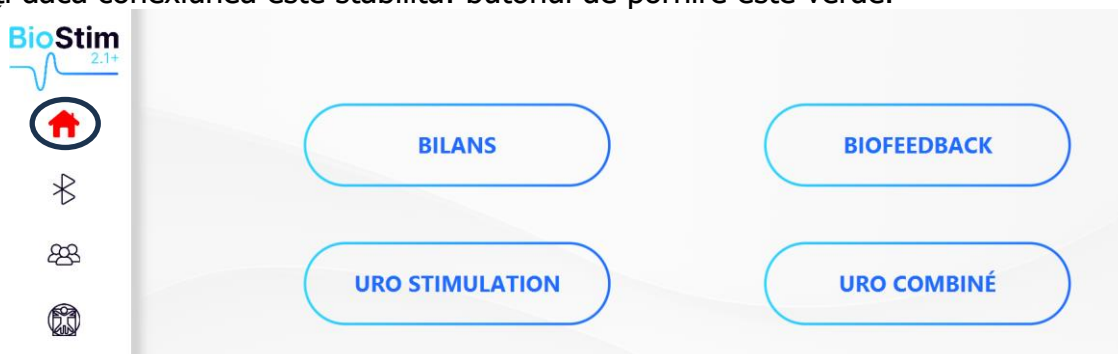 dacă conexiunea este stabilită: butonul de pornire este verde.
BioStim
2.1+
BILANS
BIOFEEDBACK
URO STIMULATION
URO COMBINÉ